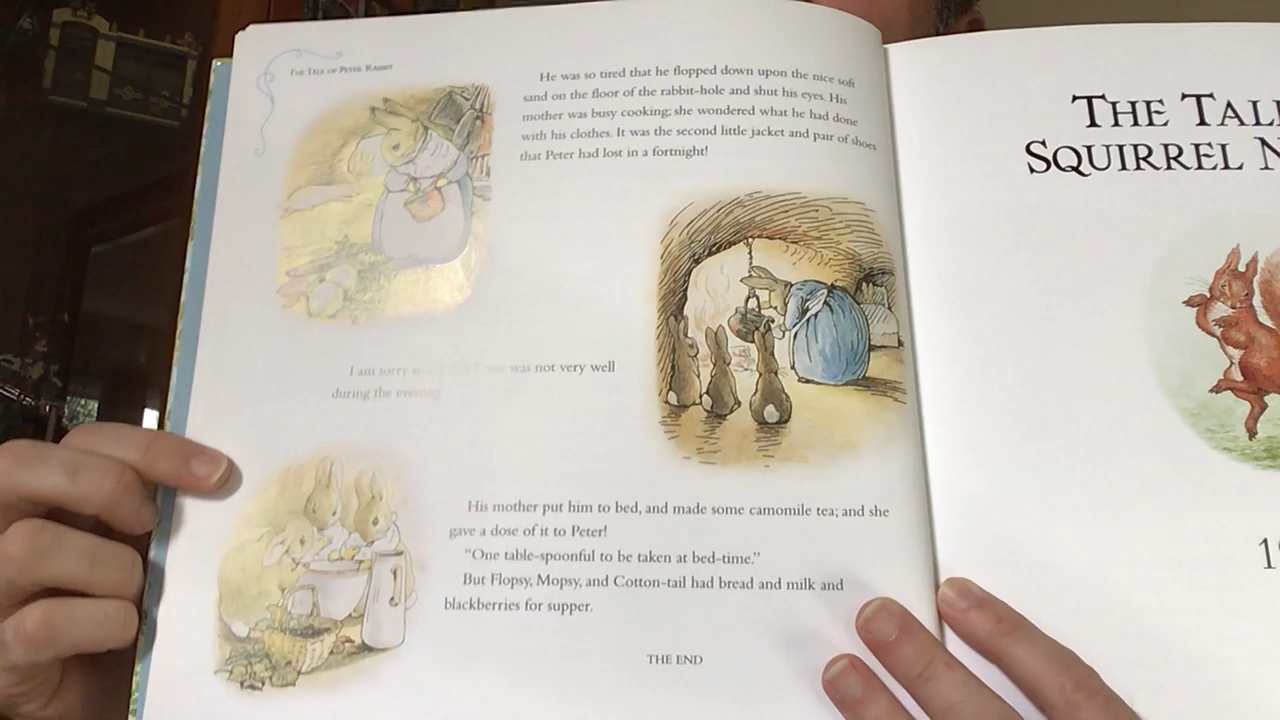 THE TALE OF PETER RABBIT
He was so tired that he flopped down upon the nice soft
sand on the floor of the rabbit-hole and shut his eyes. His
mother was busy cooking; she wondered what he had done
with his clothes. It was the second little jacket and pair of shoes
that Peter had lost in a fortnight!
I am sorry was not very well
during the evening
His mother put him to bed, and made some camomile tea; and she
gave a dose of it to Peter!
"One table-spoonful to be taken at bed-time."
But Flopsy, Mopsy, and Cotton-tail had bread and milk and
blackberries for supper.
THE END
THE
SQUIRREL